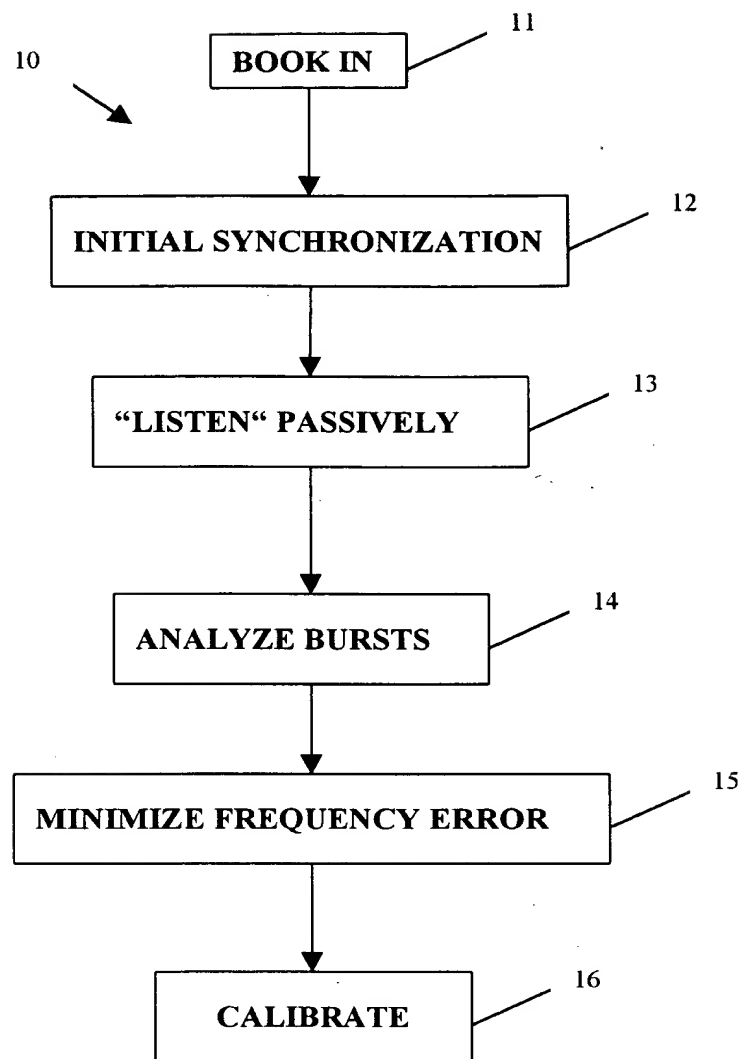 11
10
BOOK IN
12
INITIAL SYNCHRONIZATION
13
“LISTEN“ PASSIVELY
14
ANALYZE BURSTS
15
MINIMIZE FREQUENCY ERROR
16
CALIBRATE